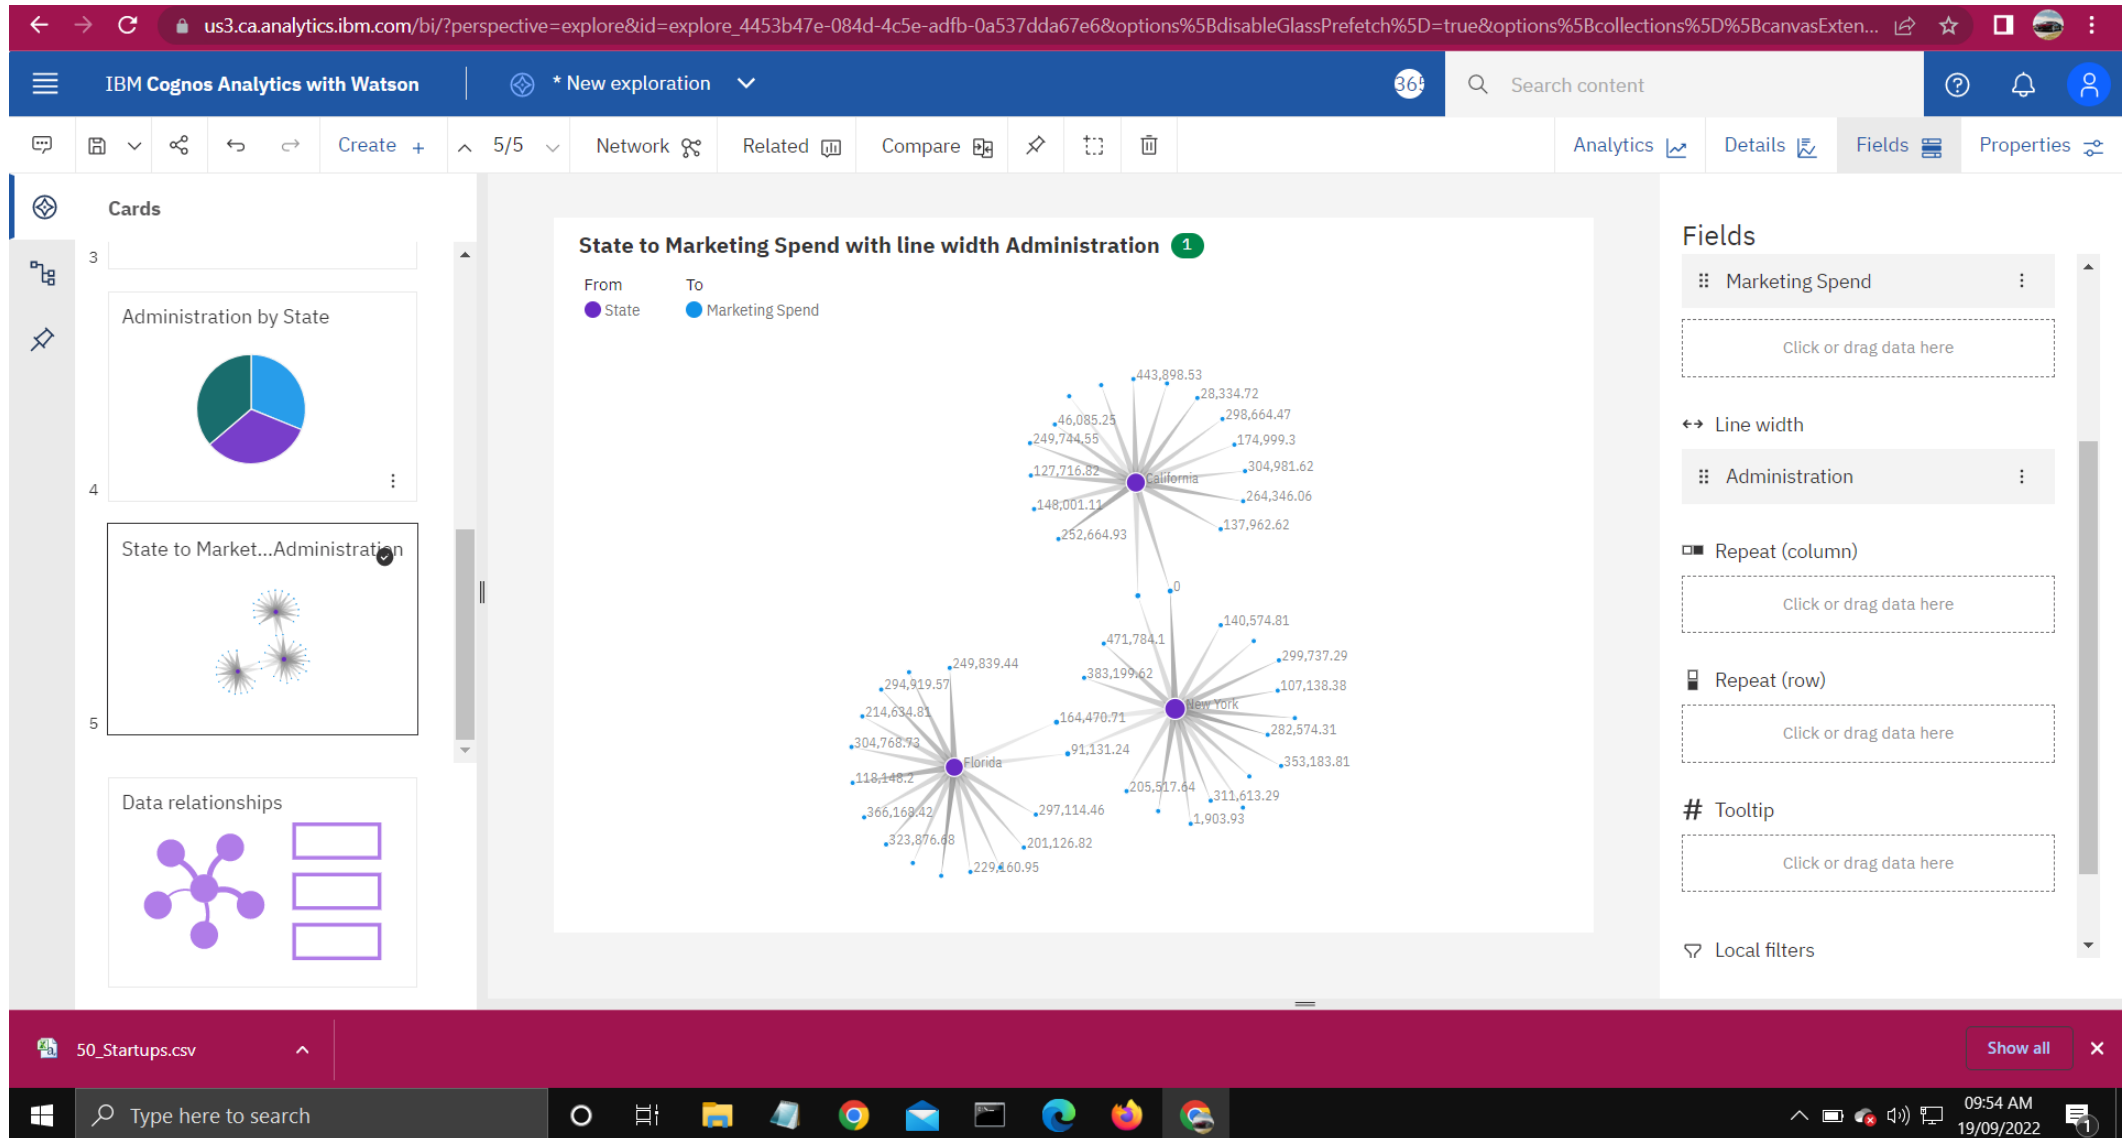 us3.ca.analytics.ibm.com/bi/?perspective=explore&id=explore_4453b47e-084d-4c5e-adfb-0a537dda67e6&options%5BdisableGlassPrefetch%5D=true&options%5Bcollections%5D%5BcanvasExten...
IBM Cognos Analytics with Watson
* New exploration
365
Search content
Create + 5/5 Network Related Compare
Analytics Details Fields Properties
Cards
3
Administration by State
4
State to Market...Administration
5
Data relationships
State to Marketing Spend with line width Administration 1
From To
State Marketing Spend
443,898.53
28,334.72
298,664.47
46,085.25
249,744.55
174,999.3
127,716.82
304,981.62
California
264,346.06
148,001.11
137,962.62
252,664.93
0
140,574.81
471,784.1
299,737.29
249,839.44
383,199.62
294,919.57
107,138.38
New York
214,634.81
164,470.71
282,574.31
304,768.73
91,131.24
Florida
353,183.81
118,148.2
205,517.64
311,613.29
366,168.42
297,114.46
1,903.93
323,876.68
201,126.82
229,160.95
Fields
Marketing Spend
Click or drag data here
Line width
Administration
Repeat (column)
Click or drag data here
Repeat (row)
Click or drag data here
# Tooltip
Click or drag data here
Local filters
50_Startups.csv
Show all
Type here to search
09:54 AM
19/09/2022
1